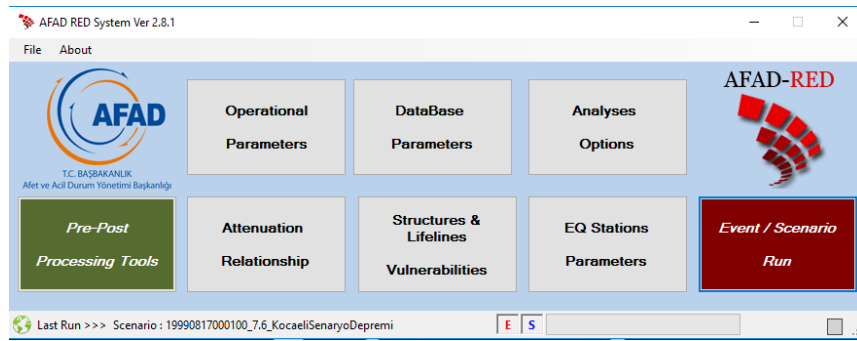 AFAD RED System Ver 2.8.1
File About
AFAD
T.C. BAŞBAKANLIK
Afet ve Acil Durum Yönetimi Başkanlığı
Operational
Parameters
DataBase
Parameters
Analyses
Options
AFAD-RED
Pre-Post
Processing Tools
Attenuation
Relationship
Structures &
Lifelines
Vulnerabilities
EQ Stations
Parameters
Event / Scenario
Run
Last Run >>> Scenario : 19990817000100_7.6_KocaeliSenaryoDepremi
E S